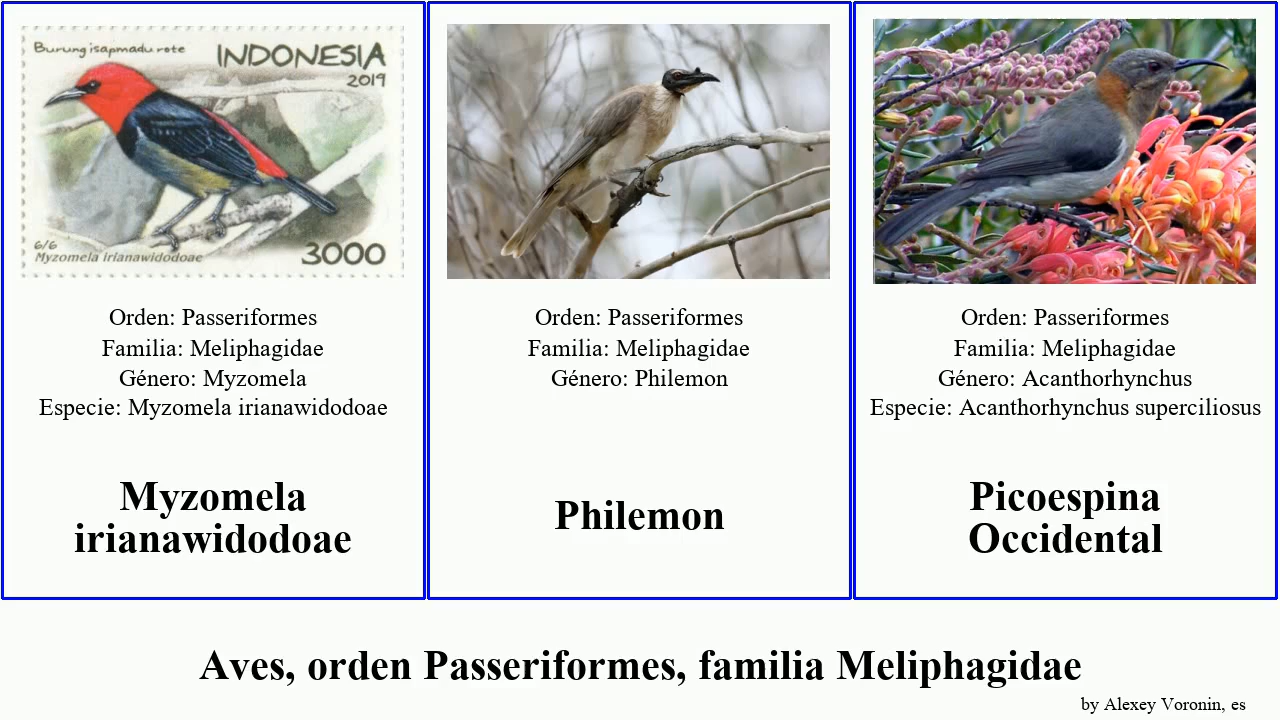 Burung isapmadu rote
INDONESIA
2019
6/6
Myzomela irianawidodoae
3000
Orden: Passeriformes
Familia: Meliphagidae
Género: Myzomela
Especie: Myzomela irianawidodoae
Myzomela
irianawidodoae
Orden: Passeriformes
Familia: Meliphagidae
Género: Philemon
Philemon
Orden: Passeriformes
Familia: Meliphagidae
Género: Acanthorhynchus
Especie: Acanthorhynchus superciliosus
Picoespina
Occidental
Aves, orden Passeriformes, familia Meliphagidae
by Alexey Voronin, es